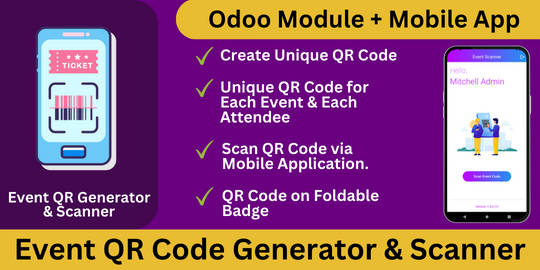 Odoo Module + Mobile App
TICKET
Event QR Generator
& Scanner
Create Unique QR Code
Unique QR Code for
Each Event & Each
Attendee
Scan QR Code via
Mobile Application.
QR Code on Foldable
Badge
Event Scanner
Hello,
Mitchell Admin
Scan Event Code
Event QR Code Generator & Scanner